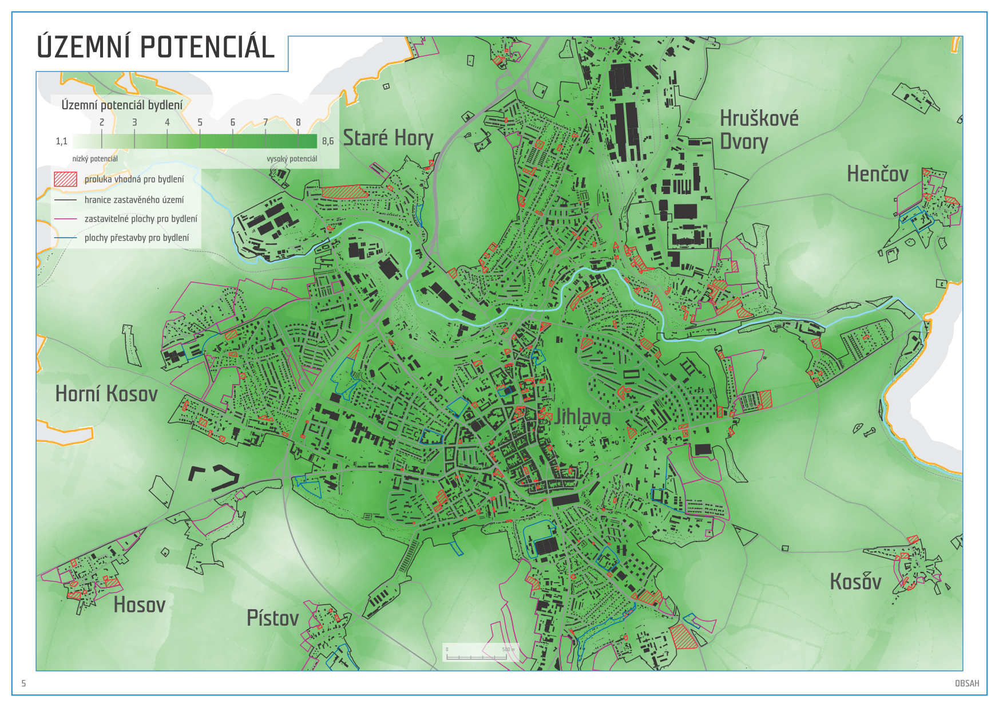 ÚZEMNÍ POTENCIÁL
Územní potenciál bydlení
2 3 4 5 6 7 8
1,1 8,6
nízký potenciál vysoký potenciál
proluka vhodná pro bydlení
hranice zastavěného území
zastavitelné plochy pro bydlení
plochy přestavby pro bydlení
Staré Hory
Hruškové
Dvory
Henčov
Horní Kosov
Jihlava
Kosov
Hosov
Pístov
0 500 m
5
OBSAH